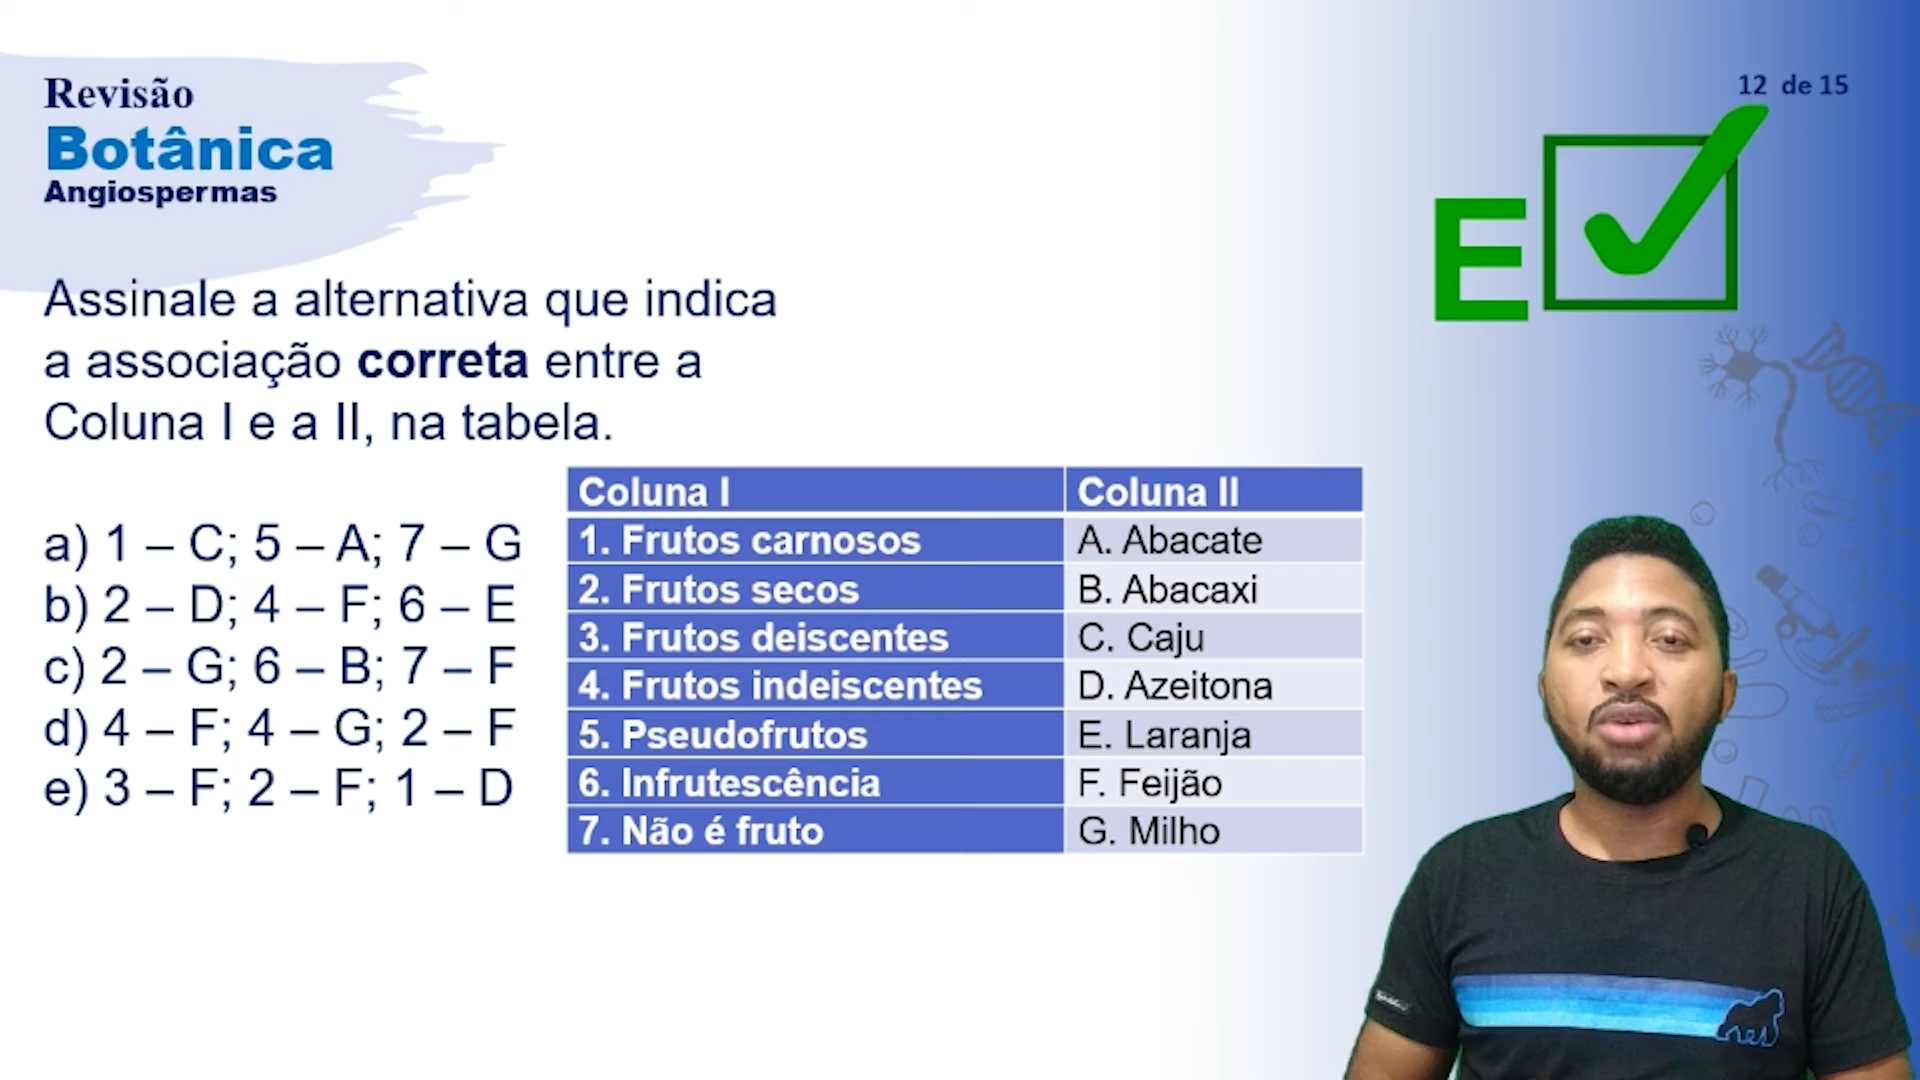 Revisão
Botânica
Angiospermas
12 de 15
E
Assinale a alternativa que indica
a associação correta entre a
Coluna I e a II, na tabela.
a) 1 – C; 5 – A; 7 – G
b) 2 – D; 4 – F; 6 – E
c) 2 – G; 6 – B; 7 – F
d) 4 – F; 4 – G; 2 – F
e) 3 – F; 2 – F; 1 – D
Coluna I Coluna II
1. Frutos carnosos A. Abacate
2. Frutos secos B. Abacaxi
3. Frutos deiscentes C. Caju
4. Frutos indeiscentes D. Azeitona
5. Pseudofrutos E. Laranja
6. Infrutescência F. Feijão
7. Não é fruto G. Milho